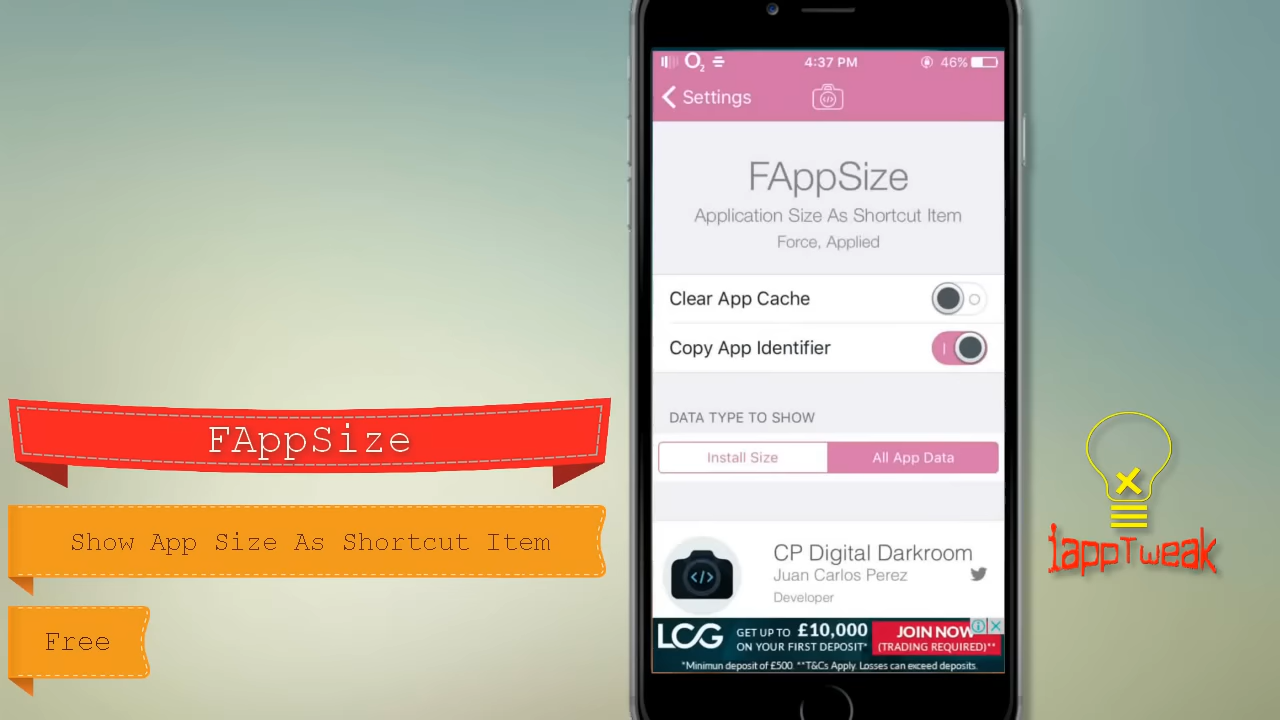 FAppSize
Show App Size As Shortcut Item
Free
O2
4:37 PM
46%
Settings
FAppSize
Application Size As Shortcut Item
Force, Applied
Clear App Cache
Copy App Identifier
DATA TYPE TO SHOW
Install Size
All App Data
CP Digital Darkroom
Juan Carlos Perez
Developer
LCG
GET UP TO £10,000
ON YOUR FIRST DEPOSIT*
JOIN NOW
(TRADING REQUIRED)**
*Minimun deposit of £500. **T&Cs Apply. Losses can exceed deposits.
iappTweak